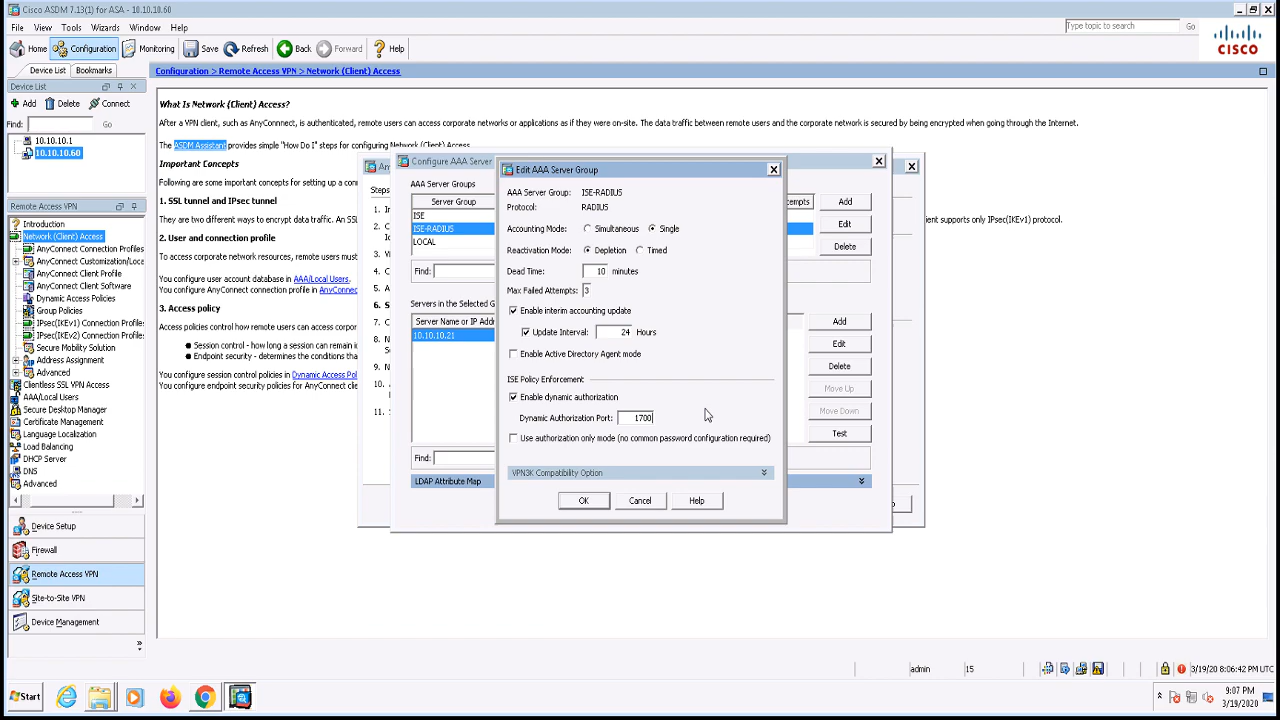 Cisco ASDM 7.13(1) for ASA - 10.10.10.60
File View Tools Wizards Window Help
Type topic to search Go
Home Configuration Monitoring Save Refresh Back Forward Help
CISCO
Device List Bookmarks
Configuration > Remote Access VPN > Network (Client) Access
Device List
Add Delete Connect
Find: Go
10.10.10.1
10.10.10.60
Remote Access VPN
Introduction
Network (Client) Access
AnyConnect Connection Profiles
AnyConnect Customization/Loca
AnyConnect Client Profile
AnyConnect Client Software
Dynamic Access Policies
Group Policies
IPsec(IKEv1) Connection Profile
IPsec(IKEv2) Connection Profile
Secure Mobility Solution
Address Assignment
Advanced
Clientless SSL VPN Access
AAA/Local Users
Secure Desktop Manager
Certificate Management
Language Localization
Load Balancing
DHCP Server
DNS
Advanced
Device Setup
Firewall
Remote Access VPN
Site-to-Site VPN
Device Management
What Is Network (Client) Access?
After a VPN client, such as AnyConnnect, is authenticated, remote users can access corporate networks or applications as if they were on-site. The data traffic between remote users and the corporate network is secured by being encrypted when going through the Internet.
The ASDM Assistant provides simple "How Do I" steps for configuring Network (Client) Access.
Important Concepts
Following are some important concepts for setting up a con
1. SSL tunnel and IPsec tunnel
They are two different ways to encrypt data traffic. An SSL
ent supports only IPsec(IKEv1) protocol.
2. User and connection profile
To access corporate network resources, remote users must
You configure user account database in AAA/Local Users.
You configure AnyConnect connection profile in AnyConnec
3. Access policy
Access policies control how remote users can access corpor
Session control - how long a session can remain i
Endpoint security - determines the conditions tha
You configure session control policies in Dynamic Access Pol
You configure endpoint security policies for AnyConnect clien
An
Steps
1. I
2. C
3. V
4. C
5. A
6. S
7. C
8. N
9. N
10.
11. S
Configure AAA Server
AAA Server Groups
Server Group
tempts
ISE
ISE-RADIUS
LOCAL
Add
Edit
Delete
Find:
Servers in the Selected G
Server Name or IP Addr
10.10.10.21
Add
Edit
Delete
Move Up
Move Down
Test
Find:
LDAP Attribute Map
Edit AAA Server Group
AAA Server Group: ISE-RADIUS
Protocol: RADIUS
Accounting Mode: Simultaneous Single
Reactivation Mode: Depletion Timed
Dead Time: 10 minutes
Max Failed Attempts: 3
Enable interim accounting update
Update Interval: 24 Hours
Enable Active Directory Agent mode
ISE Policy Enforcement
Enable dynamic authorization
Dynamic Authorization Port: 1700
Use authorization only mode (no common password configuration required)
VPN3K Compatibility Option
OK Cancel Help
admin 15 3/19/20 8:06:42 PM UTC
Start
9:07 PM
3/19/2020